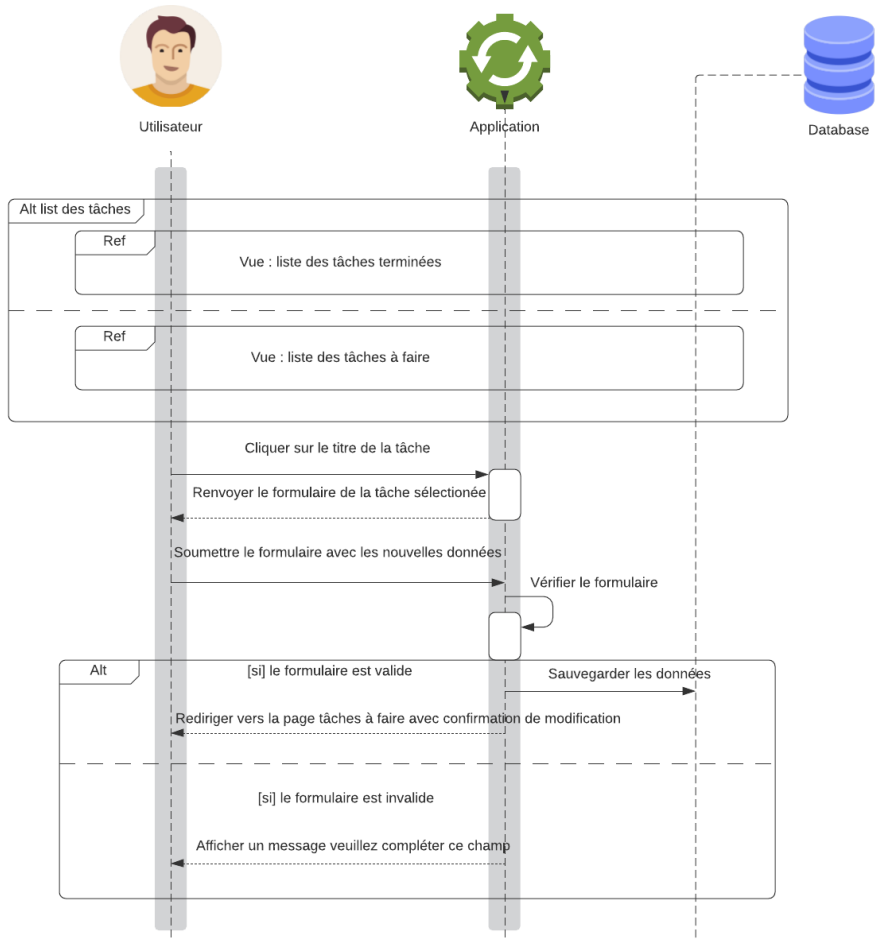 Utilisateur
Application
Database
Alt list des tâches
Ref
Vue : liste des tâches terminées
Ref
Vue : liste des tâches à faire
Cliquer sur le titre de la tâche
Renvoyer le formulaire de la tâche sélectionée
Soumettre le formulaire avec les nouvelles données
Vérifier le formulaire
Alt
[si] le formulaire est valide
Sauvegarder les données
Rediriger vers la page tâches à faire avec confirmation de modification
[si] le formulaire est invalide
Afficher un message veuillez compléter ce champ